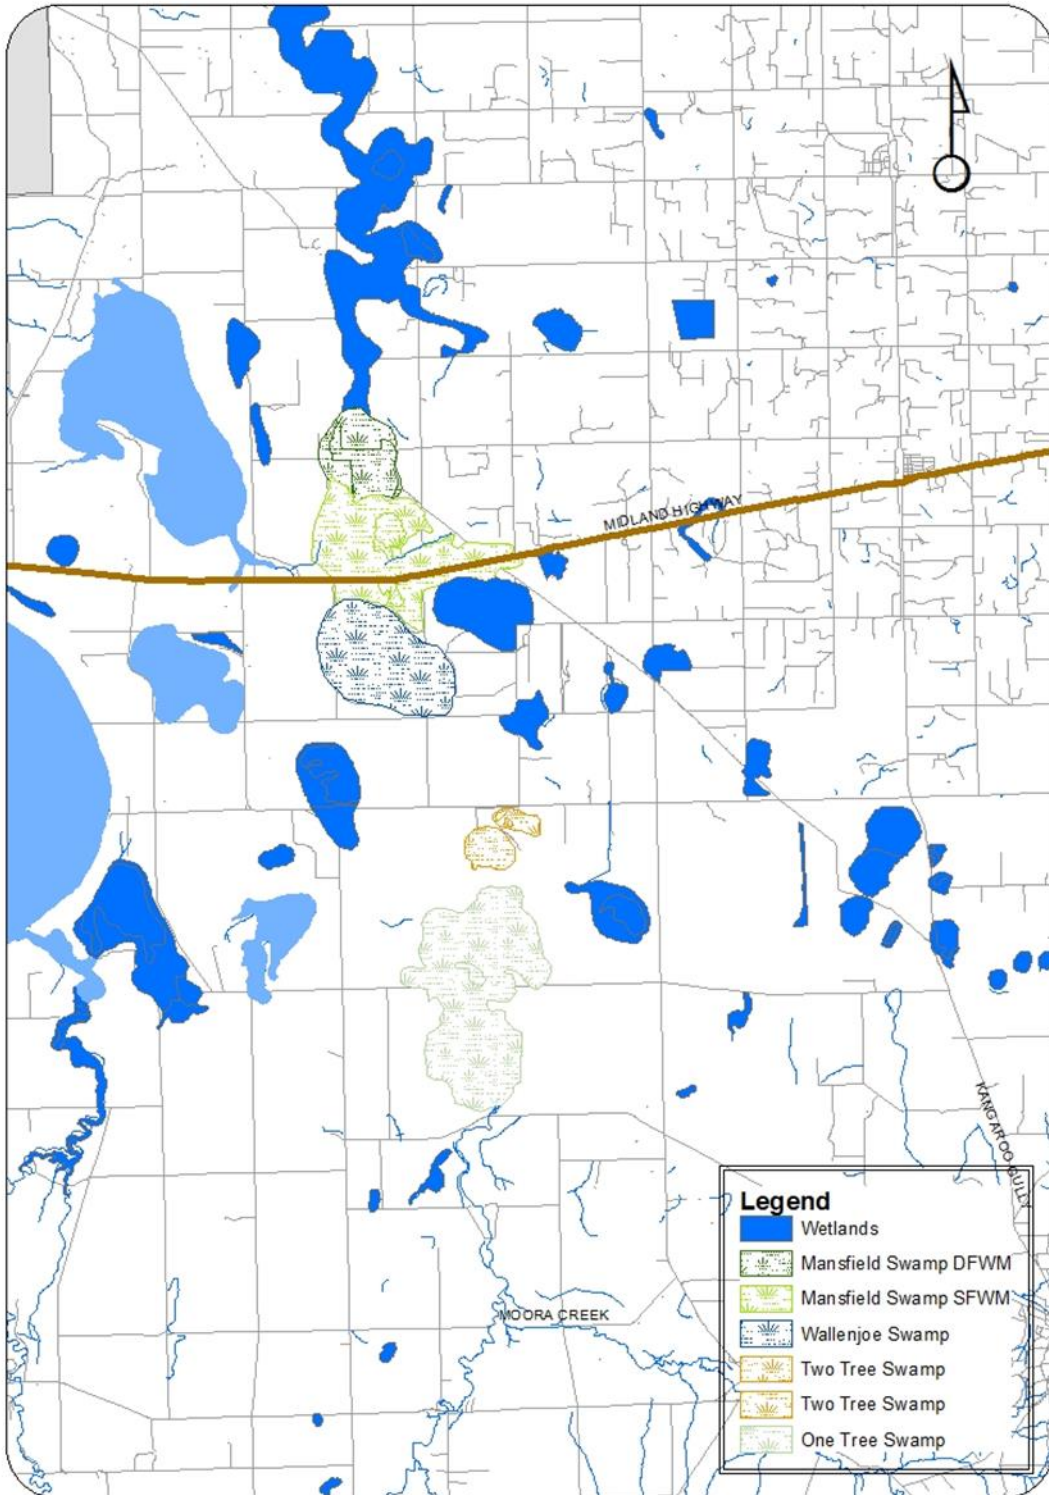 MIDLAND HIGHWAY
KANGAROO GULLY
MOORA CREEK
Legend
Wetlands
Mansfield Swamp DFWM
Mansfield Swamp SFWM
Wallenjoe Swamp
Two Tree Swamp
Two Tree Swamp
One Tree Swamp